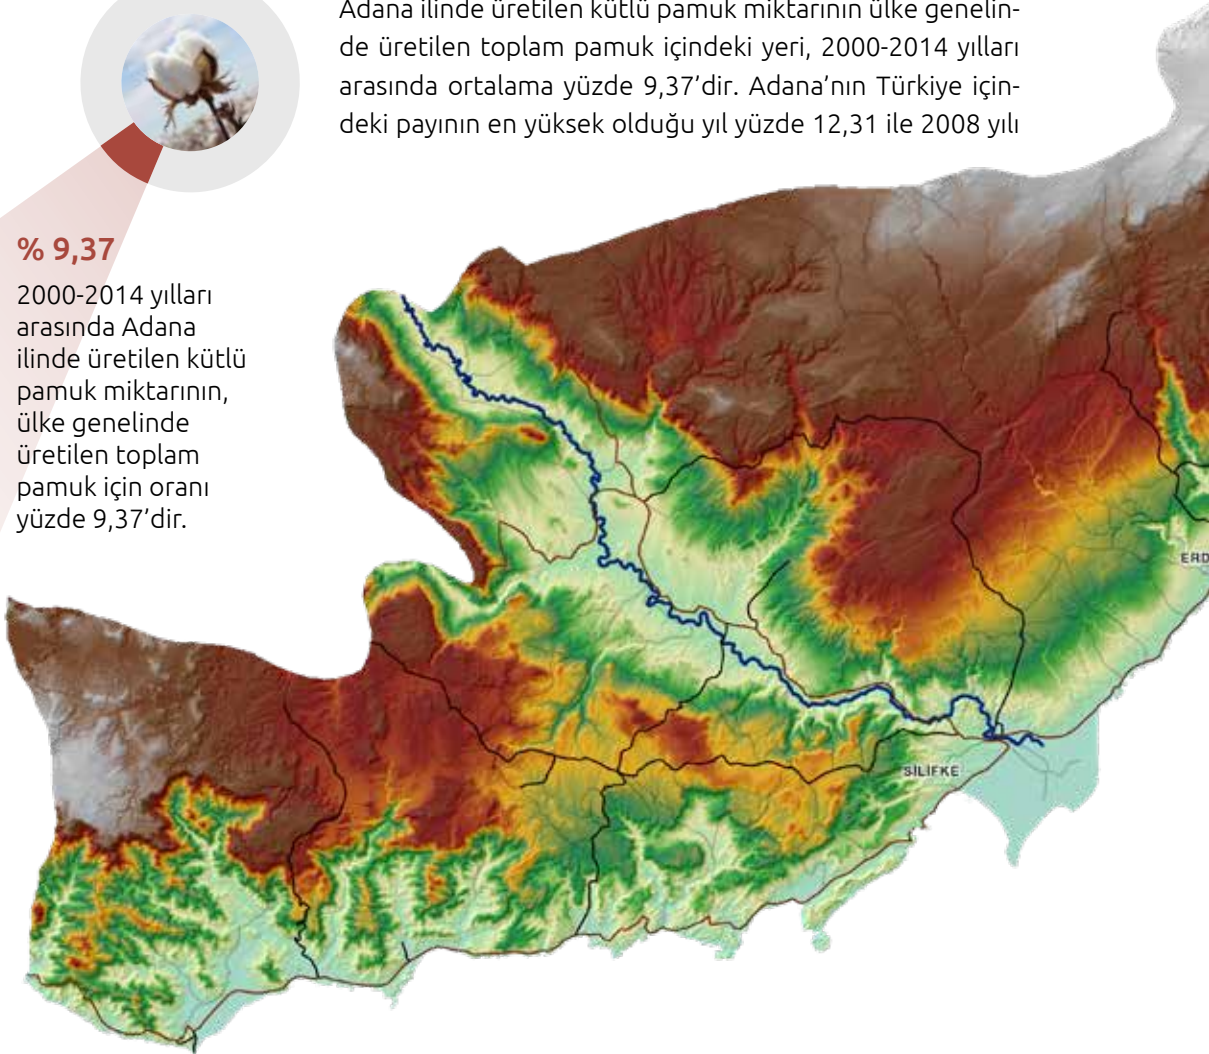 Adana ilinde üretilen kütlü pamuk miktarının ülke genelin-
de üretilen toplam pamuk içindeki yeri, 2000-2014 yılları
arasında ortalama yüzde 9,37’dir. Adana’nın Türkiye için-
deki payının en yüksek olduğu yıl yüzde 12,31 ile 2008 yılı
% 9,37
2000-2014 yılları
arasında Adana
ilinde üretilen kütlü
pamuk miktarının,
ülke genelinde
üretilen toplam
pamuk için oranı
yüzde 9,37’dir.
ERD
SİLİFKE